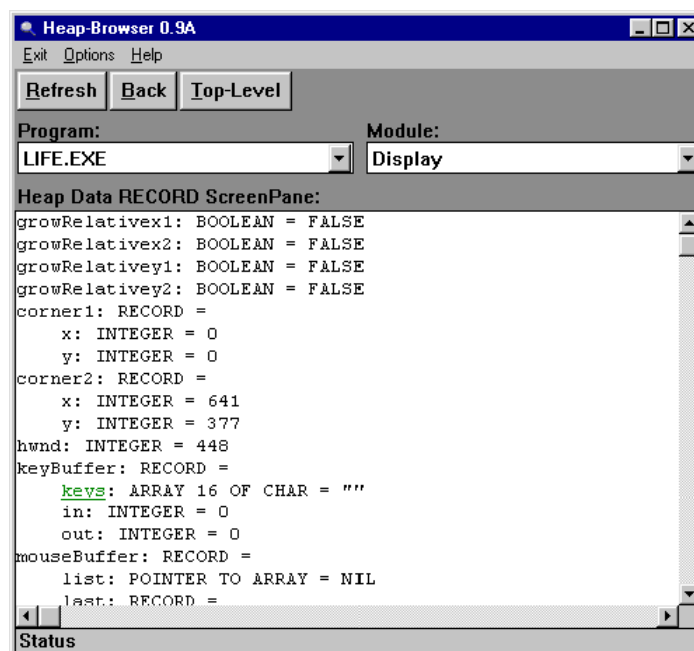 Heap-Browser 0.9A
Exit Options Help
Refresh Back Top-Level
Program: Module:
LIFE.EXE Display
Heap Data RECORD ScreenPane:
growRelativex1: BOOLEAN = FALSE
growRelativex2: BOOLEAN = FALSE
growRelativey1: BOOLEAN = FALSE
growRelativey2: BOOLEAN = FALSE
corner1: RECORD =
x: INTEGER = 0
y: INTEGER = 0
corner2: RECORD =
x: INTEGER = 641
y: INTEGER = 377
hwnd: INTEGER = 448
keyBuffer: RECORD =
keys: ARRAY 16 OF CHAR = ""
in: INTEGER = 0
out: INTEGER = 0
mouseBuffer: RECORD =
list: POINTER TO ARRAY = NIL
last: RECORD =
Status